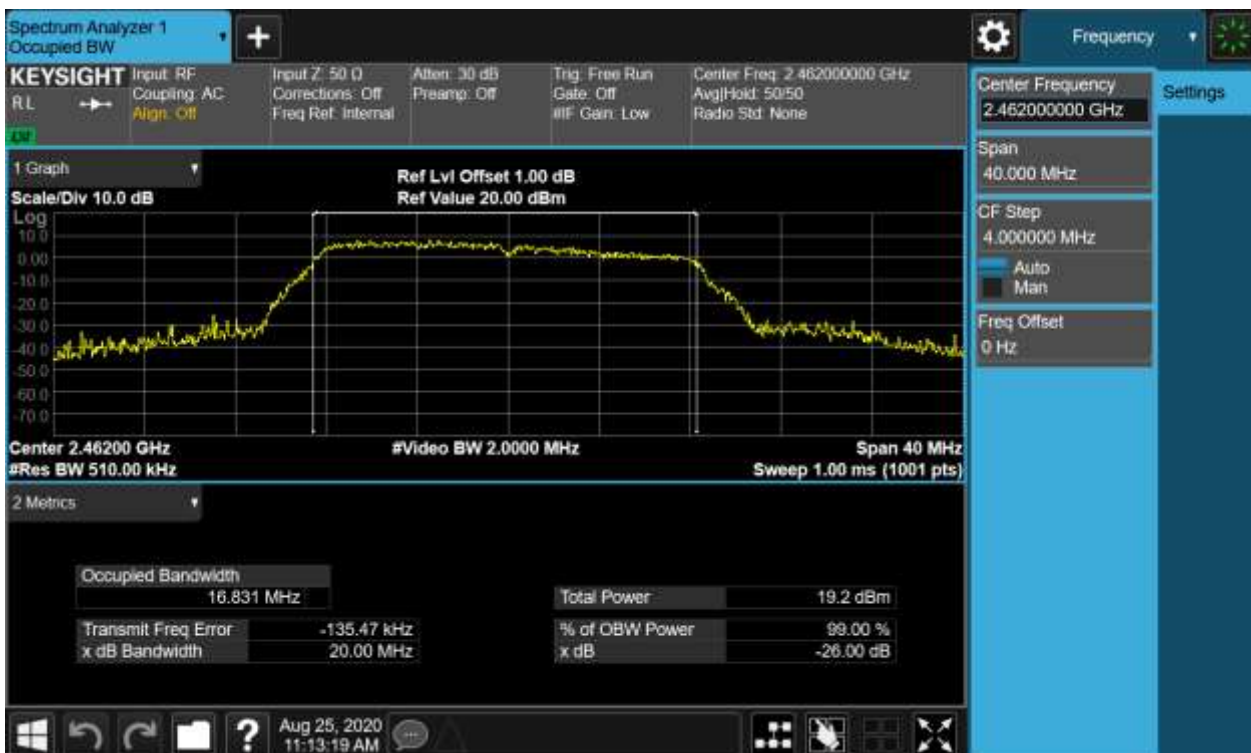 Spectrum Analyzer 1
Occupied BW
Frequency
KEYSIGHT
RL
Input: RF
Coupling: AC
Align: Off
Input Z: 50 Ω
Corrections: Off
Freq Ref: Internal
Atten: 30 dB
Preamp: Off
Trig: Free Run
Gate: Off
#IF Gain: Low
Center Freq: 2.462000000 GHz
Avg|Hold: 50/50
Radio Std: None
Center Frequency
2.462000000 GHz
Settings
Span
40.000 MHz
CF Step
4.000000 MHz
Auto
Man
Freq Offset
0 Hz
1 Graph
Scale/Div 10.0 dB
Ref Lvl Offset 1.00 dB
Ref Value 20.00 dBm
Log
10.0
0.00
-10.0
-20.0
-30.0
-40.0
-50.0
-60.0
-70.0
Center 2.46200 GHz
#Video BW 2.0000 MHz
Span 40 MHz
#Res BW 510.00 kHz
Sweep 1.00 ms (1001 pts)
2 Metrics
Occupied Bandwidth
16.831 MHz
Total Power 19.2 dBm
Transmit Freq Error -135.47 kHz
% of OBW Power 99.00 %
x dB Bandwidth 20.00 MHz
x dB -26.00 dB
?
Aug 25, 2020
11:13:19 AM